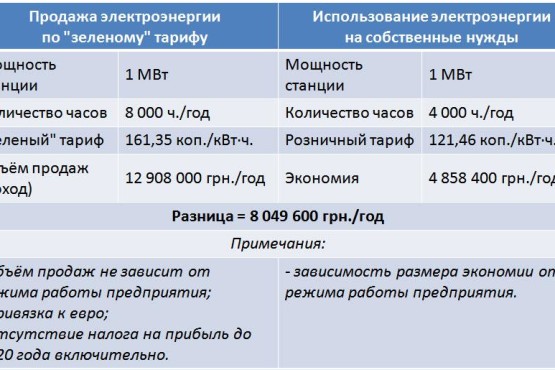 Продажа электроэнергии
по "зеленому" тарифу
Использование электроэнергии
на собственные нужды
ощность
анции
1 МВт
Мощность
станции
1 МВт
личество часов
8 000 ч./год
Количество часов
4 000 ч./год
еленый" тариф
161,35 коп./кВт·ч.
Розничный тариф
121,46 коп./кВт·ч.
ъём продаж
оход)
12 908 000 грн./год
Экономия
4 858 400 грн./год
Разница = 8 049 600 грн./год
Примечания:
бъём продаж не зависит от
жима работы предприятия;
ривязка к евро;
тсутствие налога на прибыль до
20 года включительно.
- зависимость размера экономии от
режима работы предприятия.